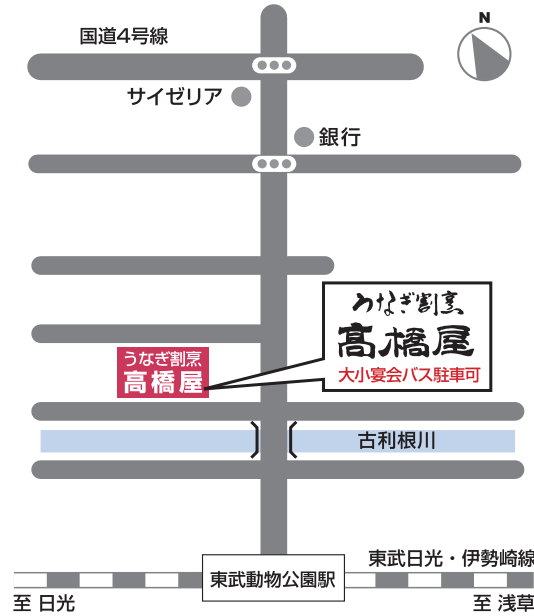 N
国道4号線
サイゼリア
銀行
うなぎ割烹
髙橋屋
大小宴会バス駐車可
うなぎ割烹
高橋屋
古利根川
東武日光・伊勢崎線
東武動物公園駅
至 日光
至 浅草